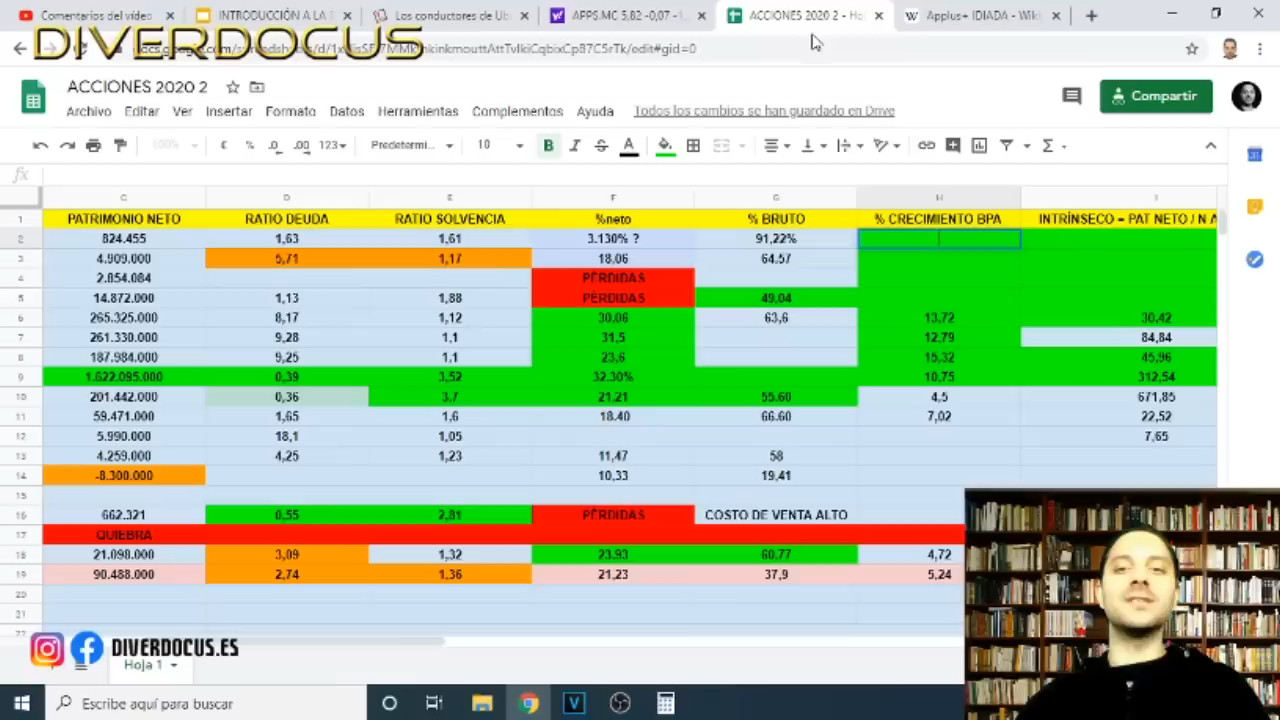 Comentarios del vídeo
INTRODUCCIÓN A LA
Los conductores de Ub
APPS.MC 5,82 -0,07 -1
ACCIONES 2020 2 - Ho
Applus+ IDIADA - Wiki
DIVERDOCUS
ACCIONES 2020 2
Compartir
Archivo Editar Ver Insertar Formato Datos Herramientas Complementos Ayuda Todos los cambios se han guardado en Drive
100% € % .0 .00 123 Predetermi... 10 B I S A
fx
C D E F G H I
1 PATRIMONIO NETO RATIO DEUDA RATIO SOLVENCIA %neto % BRUTO % CRECIMIENTO BPA INTRÍNSECO = PAT NETO / N A
2 824.455 1,63 1,61 3.130% ? 91,22%
3 4.909.000 5,71 1,17 18,06 64.57
4 2.854.084 PÉRDIDAS
5 14.872.000 1,13 1,88 PÉRDIDAS 49,04
6 265.325.000 8,17 1,12 30,06 63,6 13,72 30,42
7 261.330.000 9,28 1,1 31,5 12,79 84,84
8 187.984.000 9,25 1,1 23,6 15,32 45,96
9 1.622.095.000 0,39 3,52 32.30% 10,75 312,54
10 201.442.000 0,36 3,7 21,21 55.60 4,5 671,85
11 59.471.000 1,65 1,6 18.40 66.60 7,02 22,52
12 5.990.000 18,1 1,05 7,65
13 4.259.000 4,25 1,23 11,47 58
14 -8.300.000 10,33 19,41
15
16 662.321 0,55 2,81 PÉRDIDAS COSTO DE VENTA ALTO
17 QUIEBRA
18 21.098.000 3,09 1,32 23.93 60,77 4,72
19 90.488.000 2,74 1,36 21,23 37,9 5,24
20
21
DIVERDOCUS.ES
Hoja 1
Escribe aquí para buscar